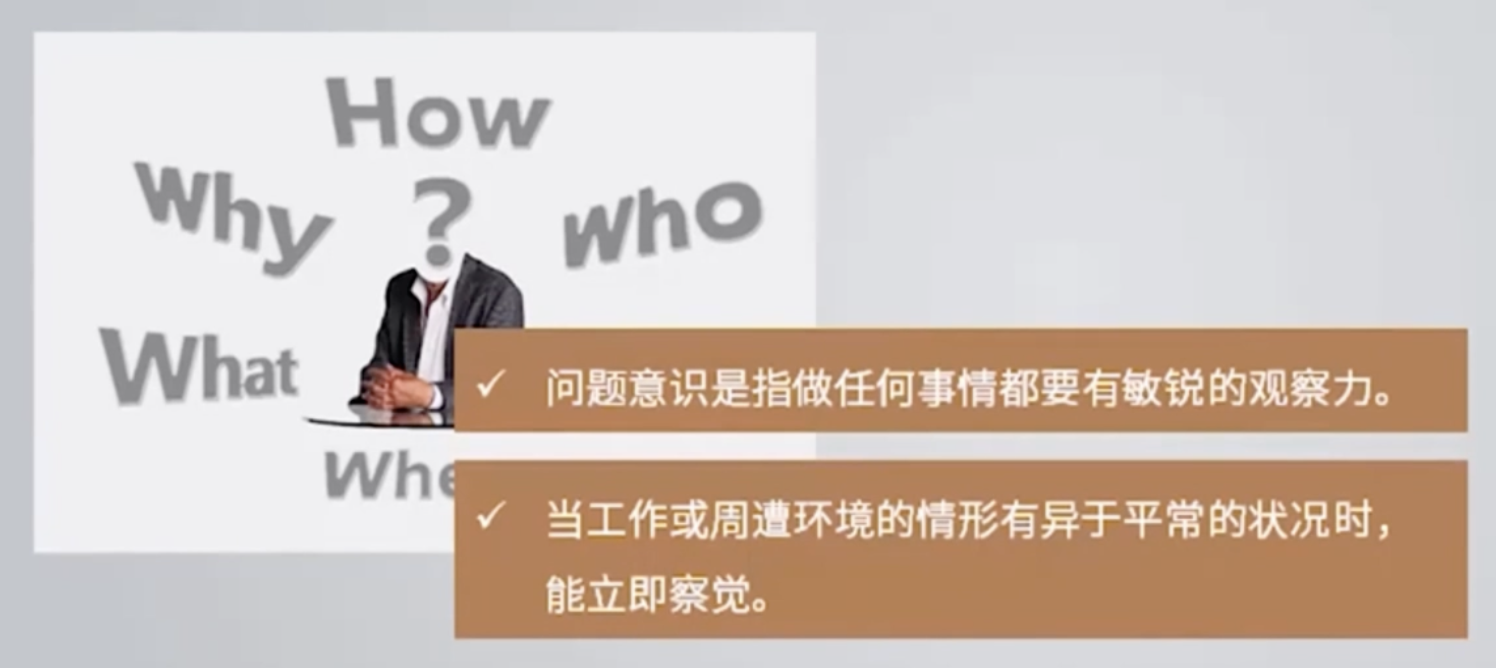 How
?
Why
who
What
✓ 问题意识是指做任何事情都要有敏锐的观察力。
✓ 当工作或周遭环境的情形有异于平常的状况时，
能立即察觉。